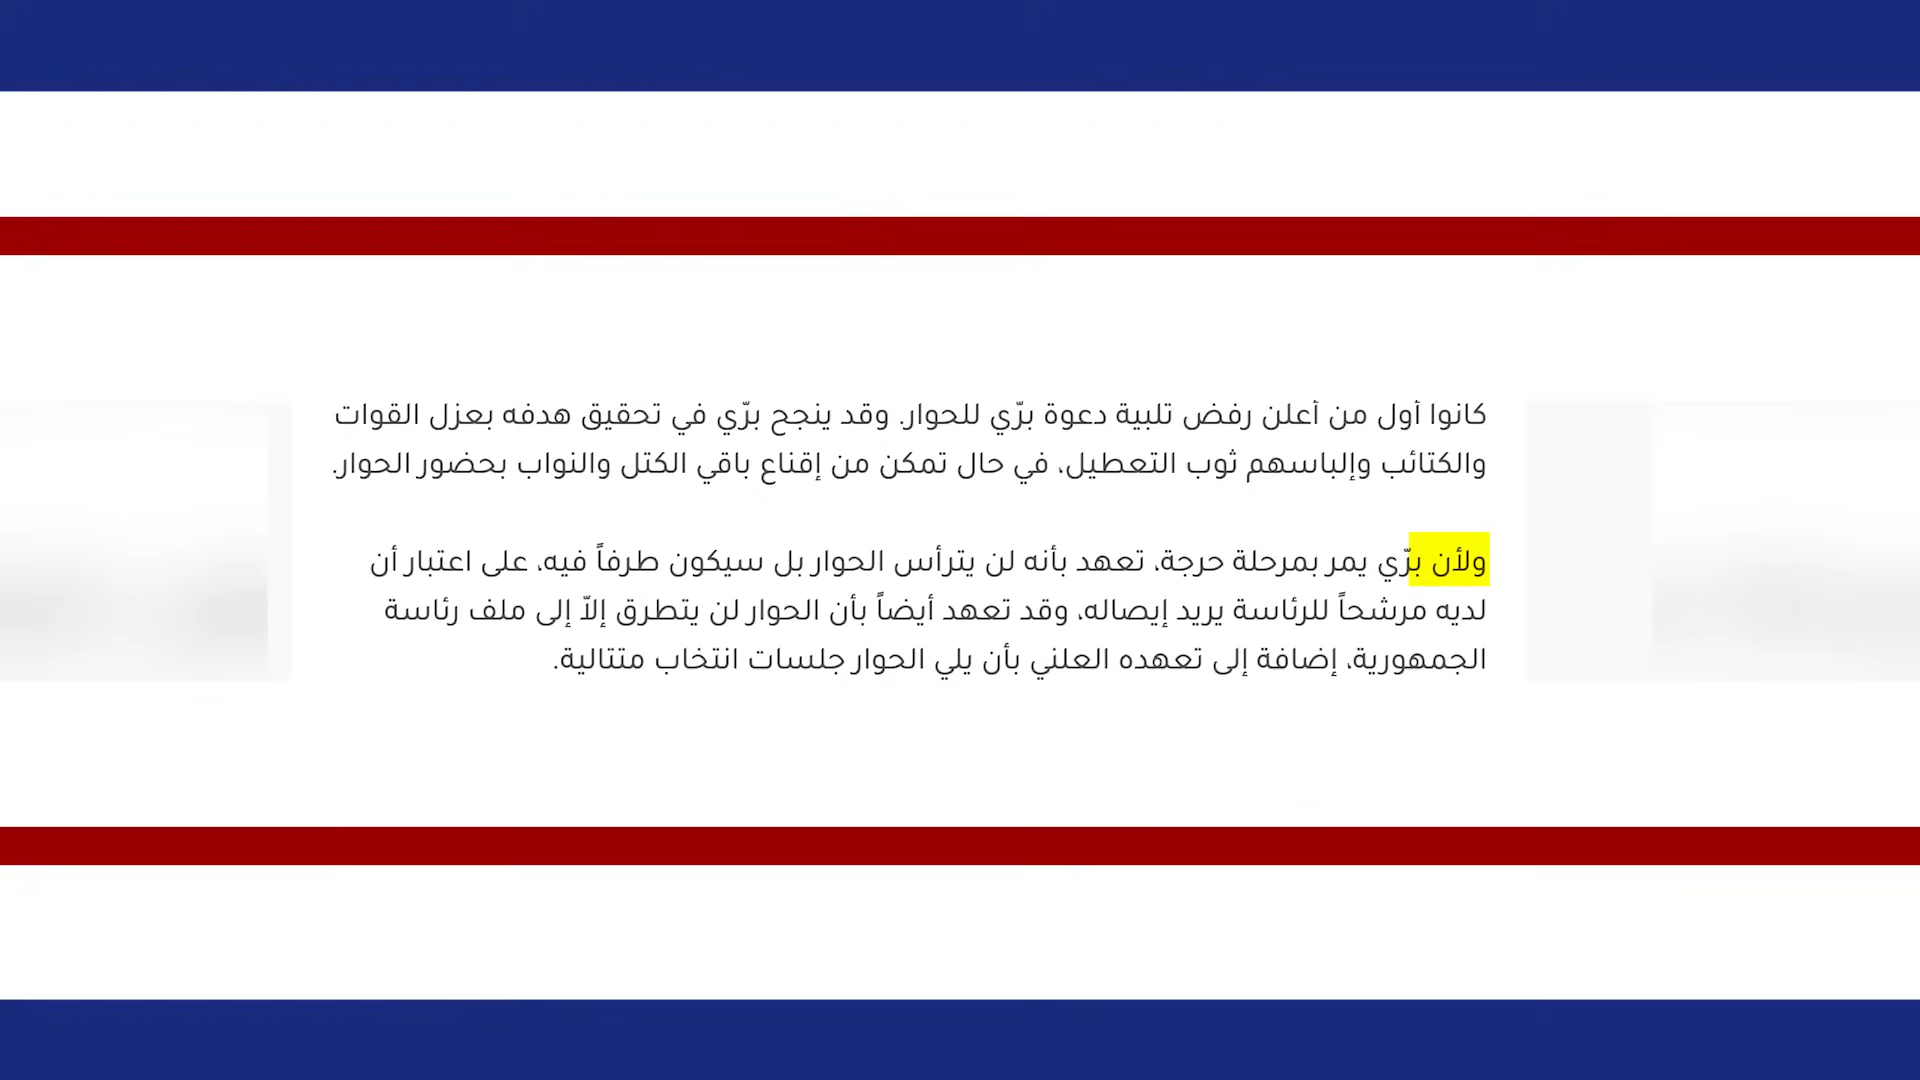 كانوا أول من أعلن رفض تلبية دعوة برّي للحوار. وقد ينجح برّي في تحقيق هدفه بعزل القوات
والكتائب وإلباسهم ثوب التعطيل، في حال تمكن من إقناع باقي الكتل والنواب بحضور الحوار.
ولأن برّي يمر بمرحلة حرجة، تعهد بأنه لن يترأس الحوار بل سيكون طرفاً فيه، على اعتبار أن
لديه مرشحاً للرئاسة يريد إيصاله، وقد تعهد أيضاً بأن الحوار لن يتطرق إلاّ إلى ملف رئاسة
الجمهورية، إضافة إلى تعهده العلني بأن يلي الحوار جلسات انتخاب متتالية.